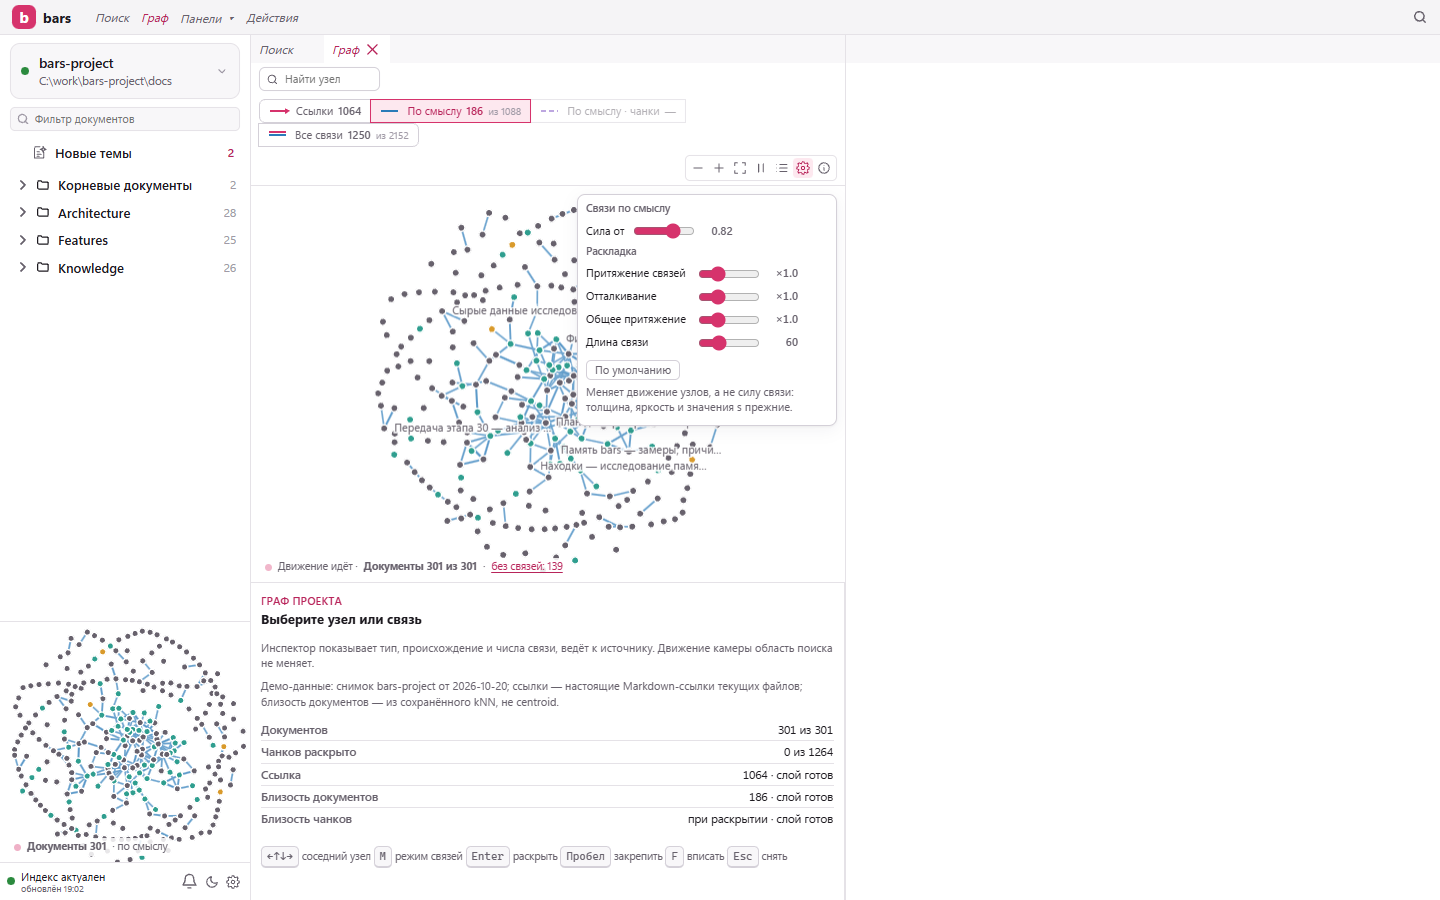 b bars Поиск Граф Панели Действия
bars-project
C:\work\bars-project\docs
Фильтр документов
Новые темы 2
Корневые документы 2
Architecture 28
Features 25
Knowledge 26
Документы 301 · по смыслу
Индекс актуален
обновлён 19:02
Поиск Граф
Найти узел
Ссылки 1064 По смыслу 186 из 1088 По смыслу · чанки —
Все связи 1250 из 2152
Связи по смыслу
Сила от 0.82
Раскладка
Притяжение связей ×1.0
Отталкивание ×1.0
Общее притяжение ×1.0
Длина связи 60
По умолчанию
Меняет движение узлов, а не силу связи:
толщина, яркость и значения s прежние.
Сырые данные исследов
Фи
План
Передача этапа 30 — анализ…
Память bars — замеры, причи…
Находки — исследование памя…
Движение идёт · Документы 301 из 301 · без связей: 139
ГРАФ ПРОЕКТА
Выберите узел или связь
Инспектор показывает тип, происхождение и числа связи, ведёт к источнику. Движение камеры область поиска
не меняет.
Демо-данные: снимок bars-project от 2026-10-20; ссылки — настоящие Markdown-ссылки текущих файлов;
близость документов — из сохранённого kNN, не centroid.
Документы 301 из 301
Чанков раскрыто 0 из 1264
Ссылка 1064 · слой готов
Близость документов 186 · слой готов
Близость чанков при раскрытии · слой готов
←↑↓→ соседний узел M режим связей Enter раскрыть Пробел закрепить F вписать Esc снять